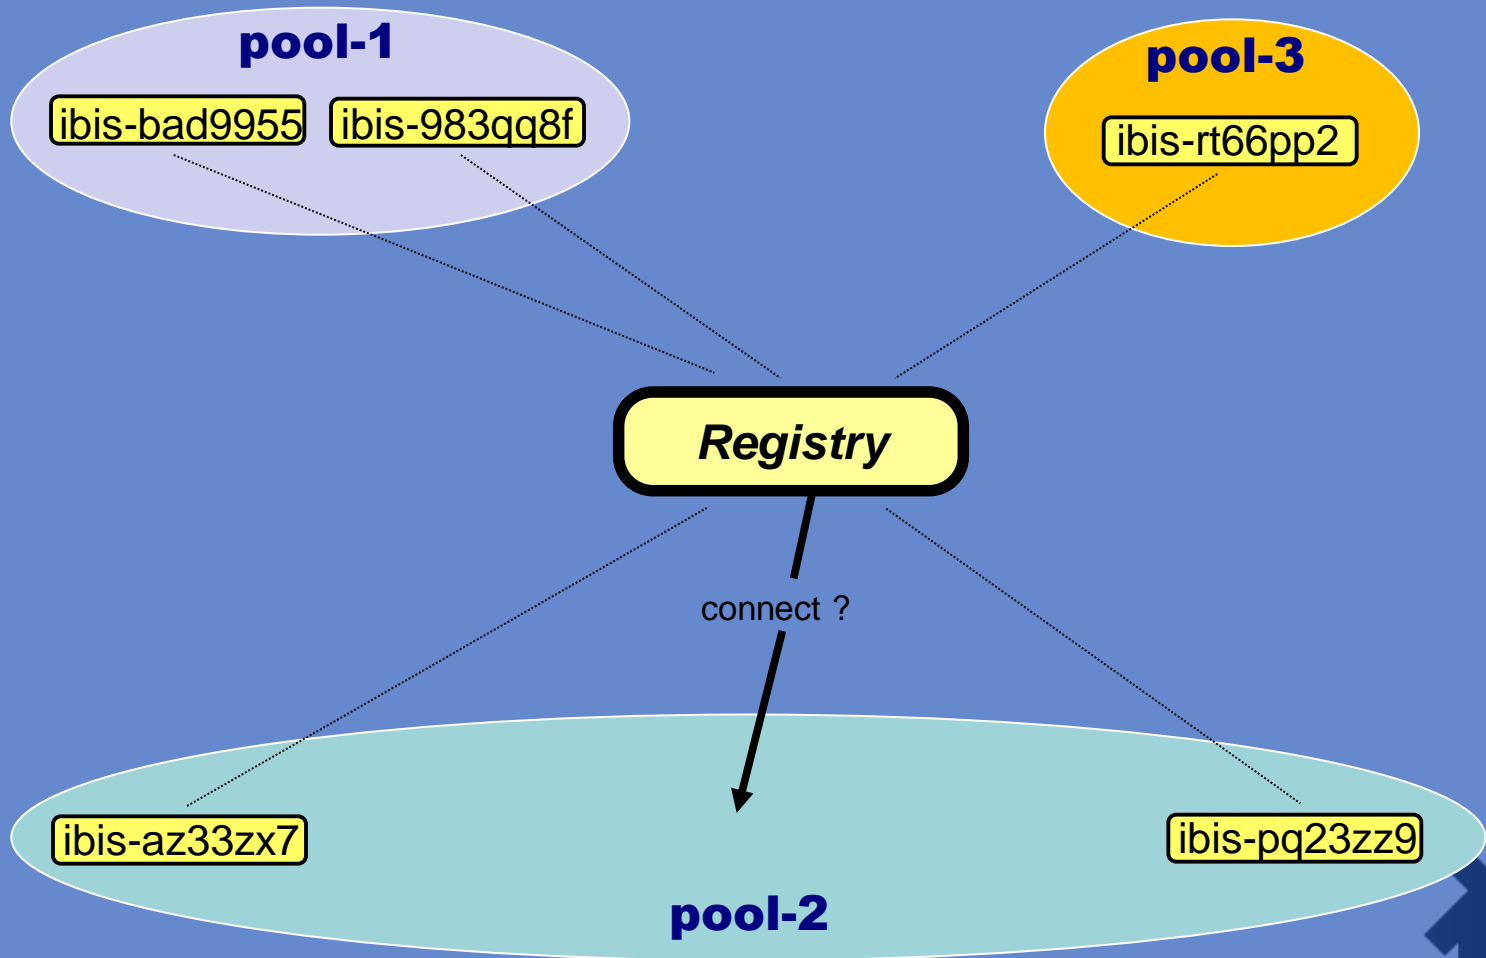 pool-1
pool-3
ibis-bad9955
ibis-983qq8f
ibis-rt66pp2
Registry
connect ?
ibis-az33zx7
ibis-pq23zz9
pool-2